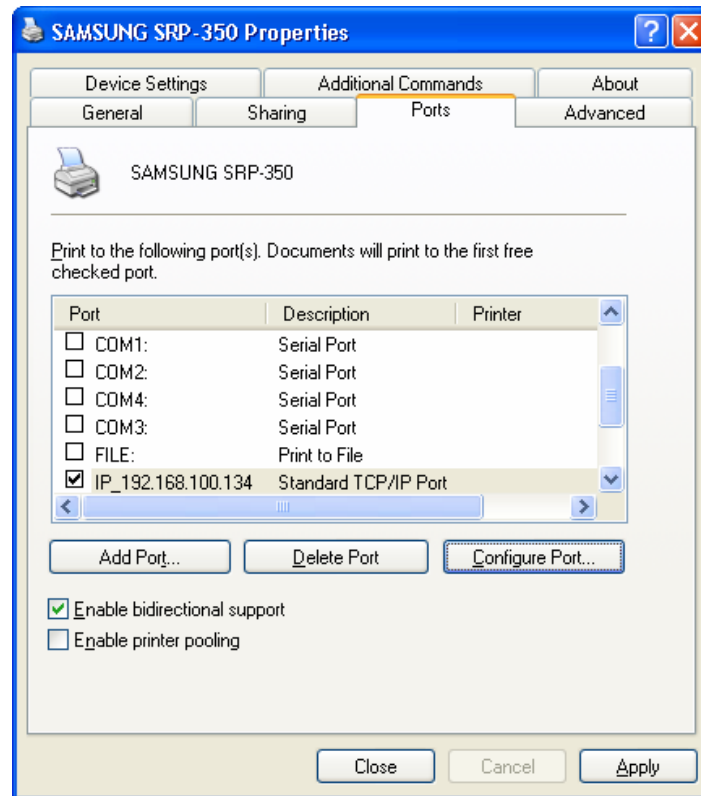 SAMSUNG SRP-350 Properties
Device Settings Additional Commands About
General Sharing Ports Advanced
SAMSUNG SRP-350
Print to the following port(s). Documents will print to the first free
checked port.
Port Description Printer
COM1: Serial Port
COM2: Serial Port
COM4: Serial Port
COM3: Serial Port
FILE: Print to File
IP_192.168.100.134 Standard TCP/IP Port
Add Port... Delete Port Configure Port...
Enable bidirectional support
Enable printer pooling
Close Cancel Apply